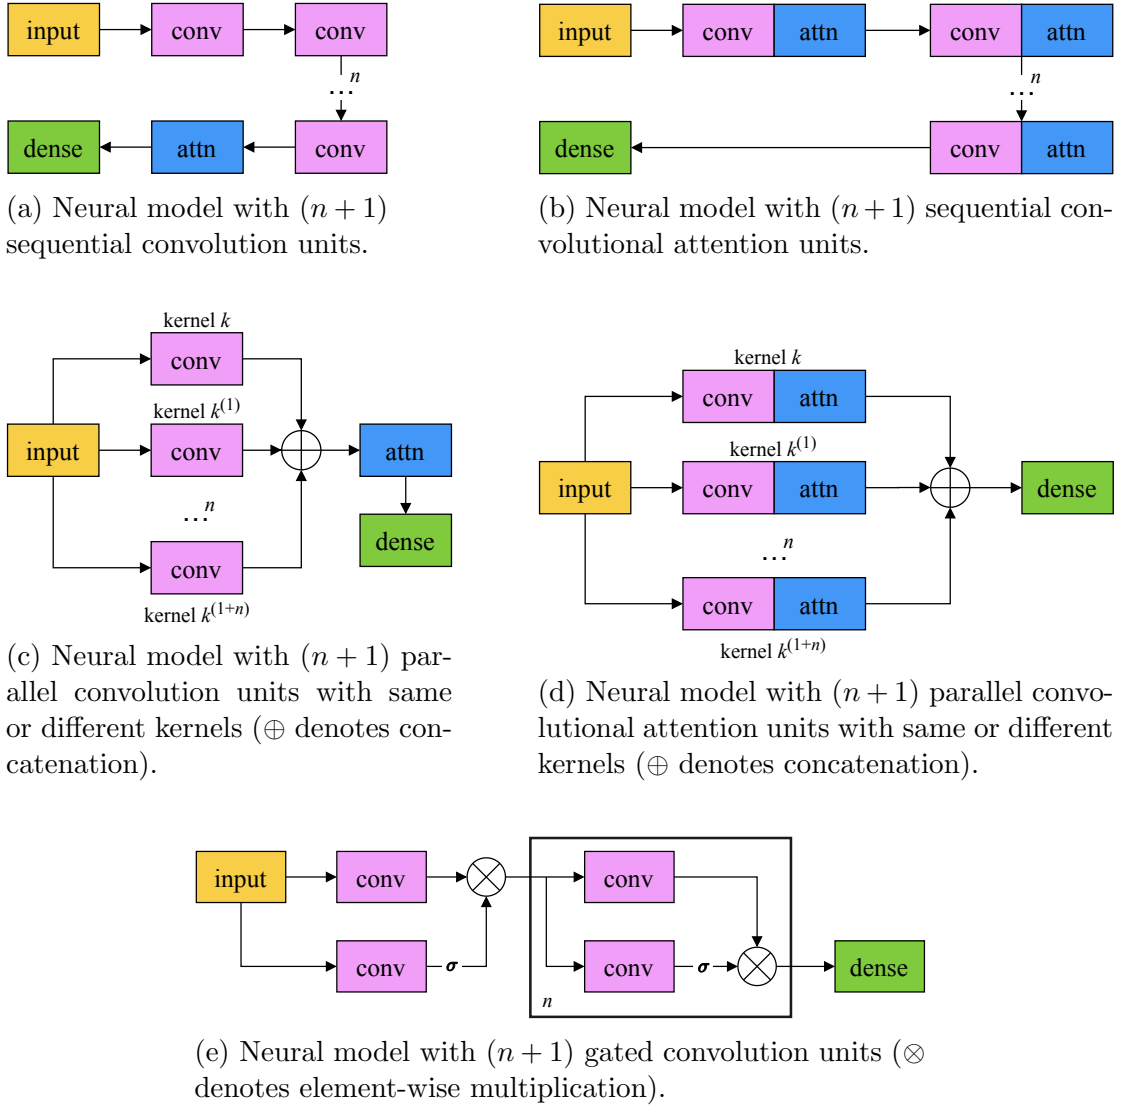 input
conv
conv
… n
dense
attn
conv
(a) Neural model with (n + 1)
sequential convolution units.
input
conv
attn
conv
attn
… n
dense
conv
attn
(b) Neural model with (n + 1) sequential con-
volutional attention units.
kernel k
conv
kernel k^(1)
input
conv
attn
… n
dense
conv
kernel k^(1+n)
(c) Neural model with (n + 1) par-
allel convolution units with same
or different kernels (⊕ denotes con-
catenation).
kernel k
conv
attn
kernel k^(1)
input
conv
attn
dense
… n
conv
attn
kernel k^(1+n)
(d) Neural model with (n + 1) parallel convo-
lutional attention units with same or different
kernels (⊕ denotes concatenation).
input
conv
conv
conv
σ
conv
σ
dense
n
(e) Neural model with (n + 1) gated convolution units (⊗
denotes element-wise multiplication).